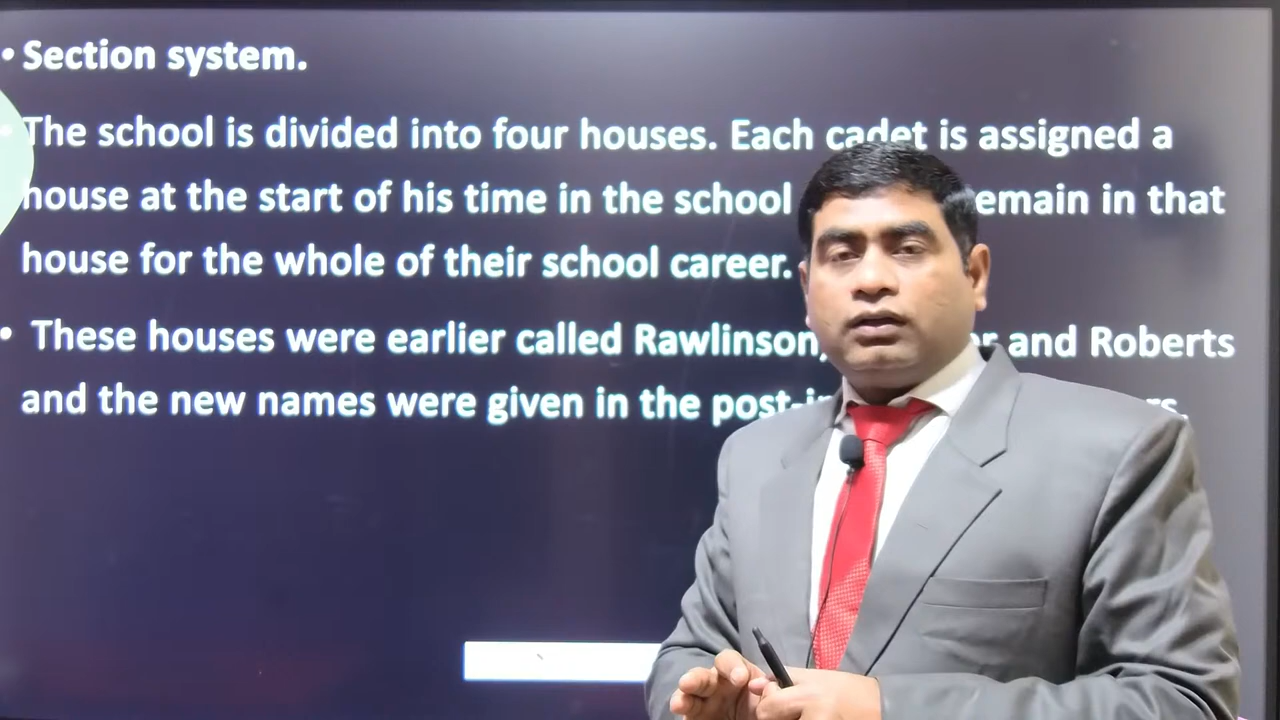 • Section system.
• The school is divided into four houses. Each cadet is assigned a
house at the start of his time in the school emain in that
house for the whole of their school career.
• These houses were earlier called Rawlinson, and Roberts
and the new names were given in the post-